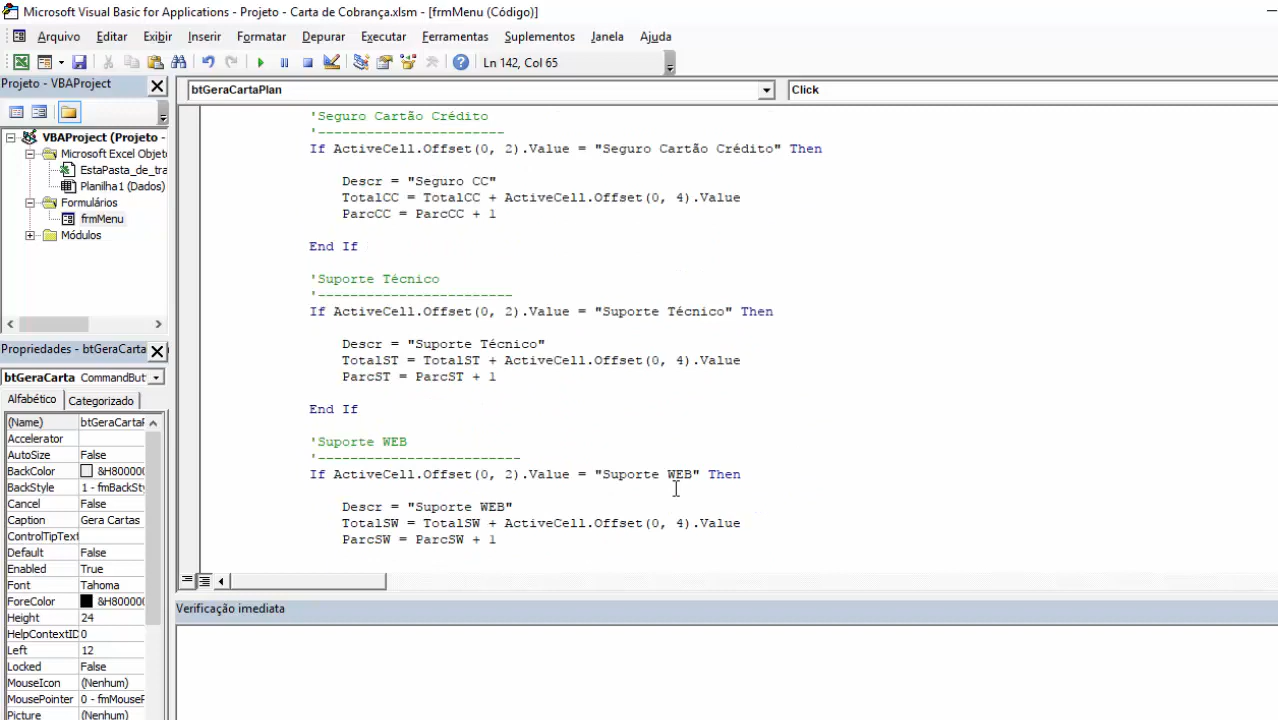 Microsoft Visual Basic for Applications - Projeto - Carta de Cobrança.xlsm - [frmMenu (Código)]
Arquivo Editar Exibir Inserir Formatar Depurar Executar Ferramentas Suplementos Janela Ajuda
Ln 142, Col 65
Projeto - VBAProject
VBAProject (Projeto -
Microsoft Excel Objet
EstaPasta_de_tra
Planilha1 (Dados)
Formulários
frmMenu
Módulos
Propriedades - btGeraCarta
btGeraCarta CommandBut
Alfabético Categorizado
(Name) btGeraCartaP
Accelerator
AutoSize False
BackColor &H800000
BackStyle 1 - fmBackSty
Cancel False
Caption Gera Cartas
ControlTipText
Default False
Enabled True
Font Tahoma
ForeColor &H800000
Height 24
HelpContextID 0
Left 12
Locked False
MouseIcon (Nenhum)
MousePointer 0 - fmMouseP
Picture (Nenhum)
btGeraCartaPlan Click
'Seguro Cartão Crédito
'-----------------------
If ActiveCell.Offset(0, 2).Value = "Seguro Cartão Crédito" Then
Descr = "Seguro CC"
TotalCC = TotalCC + ActiveCell.Offset(0, 4).Value
ParcCC = ParcCC + 1
End If
'Suporte Técnico
'------------------------
If ActiveCell.Offset(0, 2).Value = "Suporte Técnico" Then
Descr = "Suporte Técnico"
TotalST = TotalST + ActiveCell.Offset(0, 4).Value
ParcST = ParcST + 1
End If
'Suporte WEB
'-------------------------
If ActiveCell.Offset(0, 2).Value = "Suporte WEB" Then
Descr = "Suporte WEB"
TotalSW = TotalSW + ActiveCell.Offset(0, 4).Value
ParcSW = ParcSW + 1
Verificação imediata